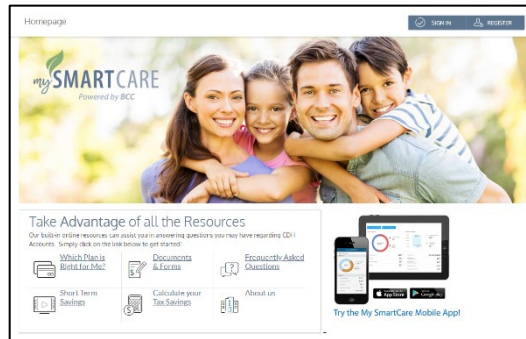 Homepage
SIGN IN
REGISTER
mySMARTCARE
Powered by BCC
Take Advantage of all the Resources
Our built-in online resources can assist you in answering questions you may have regarding CDH
Accounts. Simply click on the link below to get started!
Which Plan is
Right for Me?
Documents
& Forms
Frequently Asked
Questions
Short Term
Savings
Calculate your
Tax Savings
About us
App Store
Google play
Try the My SmartCare Mobile App!